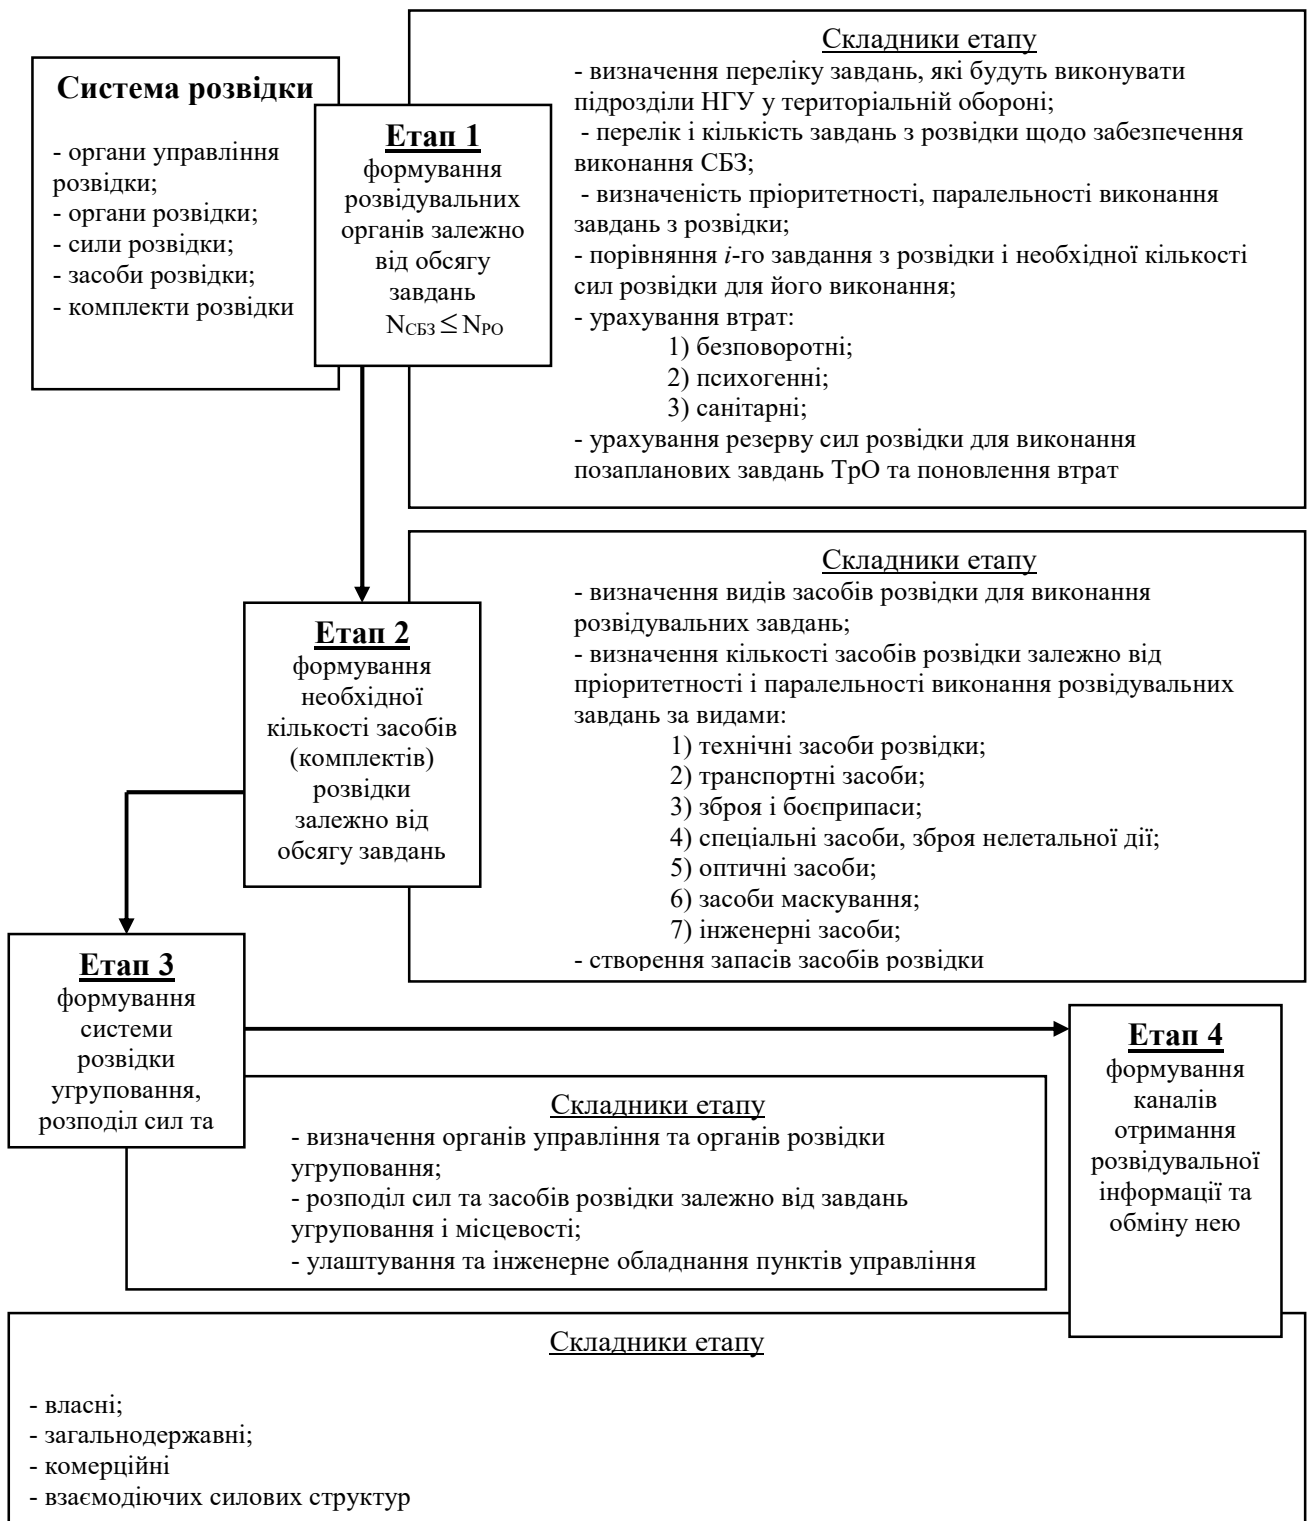 Система розвідки
- органи управління
розвідки;
- органи розвідки;
- сили розвідки;
- засоби розвідки;
- комплекти розвідки
Етап 1
формування
розвідувальних
органів залежно
від обсягу
завдань
NСБЗ ≤ NРО
Складники етапу
- визначення переліку завдань, які будуть виконувати
підрозділи НГУ у територіальній обороні;
- перелік і кількість завдань з розвідки щодо забезпечення
виконання СБЗ;
- визначеність пріоритетності, паралельності виконання
завдань з розвідки;
- порівняння i-го завдання з розвідки і необхідної кількості
сил розвідки для його виконання;
- урахування втрат:
1) безповоротні;
2) психогенні;
3) санітарні;
- урахування резерву сил розвідки для виконання
позапланових завдань ТрО та поновлення втрат
Етап 2
формування
необхідної
кількості засобів
(комплектів)
розвідки
залежно від
обсягу завдань
Складники етапу
- визначення видів засобів розвідки для виконання
розвідувальних завдань;
- визначення кількості засобів розвідки залежно від
пріоритетності і паралельності виконання розвідувальних
завдань за видами:
1) технічні засоби розвідки;
2) транспортні засоби;
3) зброя і боєприпаси;
4) спеціальні засоби, зброя нелетальної дії;
5) оптичні засоби;
6) засоби маскування;
7) інженерні засоби;
- створення запасів засобів розвідки
Етап 3
формування
системи
розвідки
угруповання,
розподіл сил та
Складники етапу
- визначення органів управління та органів розвідки
угруповання;
- розподіл сил та засобів розвідки залежно від завдань
угруповання і місцевості;
- улаштування та інженерне обладнання пунктів управління
Етап 4
формування
каналів
отримання
розвідувальної
інформації та
обміну нею
Складники етапу
- власні;
- загальнодержавні;
- комерційні
- взаємодіючих силових структур